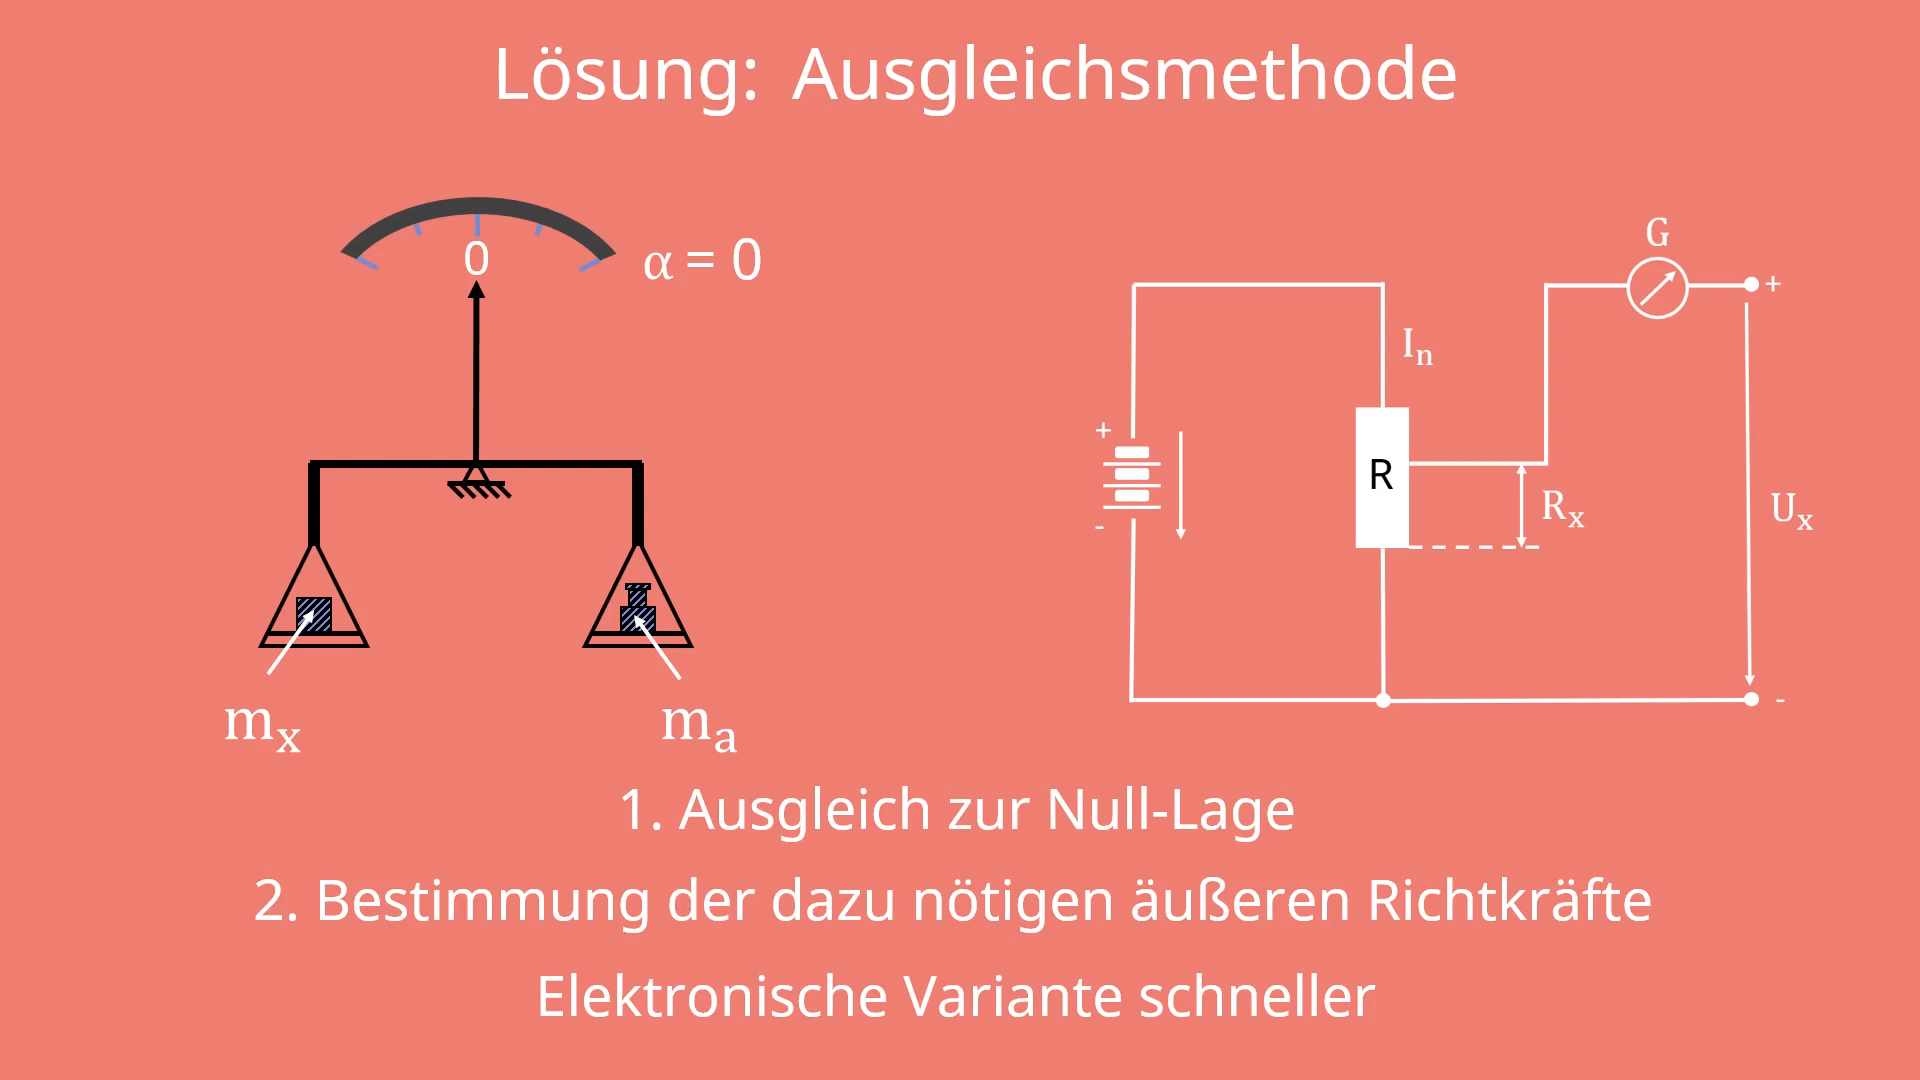 Lösung: Ausgleichsmethode
0
α = 0
G
+
Iₙ
+
R
Rₓ
Uₓ
-
-
mₓ
mₐ
1. Ausgleich zur Null-Lage
2. Bestimmung der dazu nötigen äußeren Richtkräfte
Elektronische Variante schneller